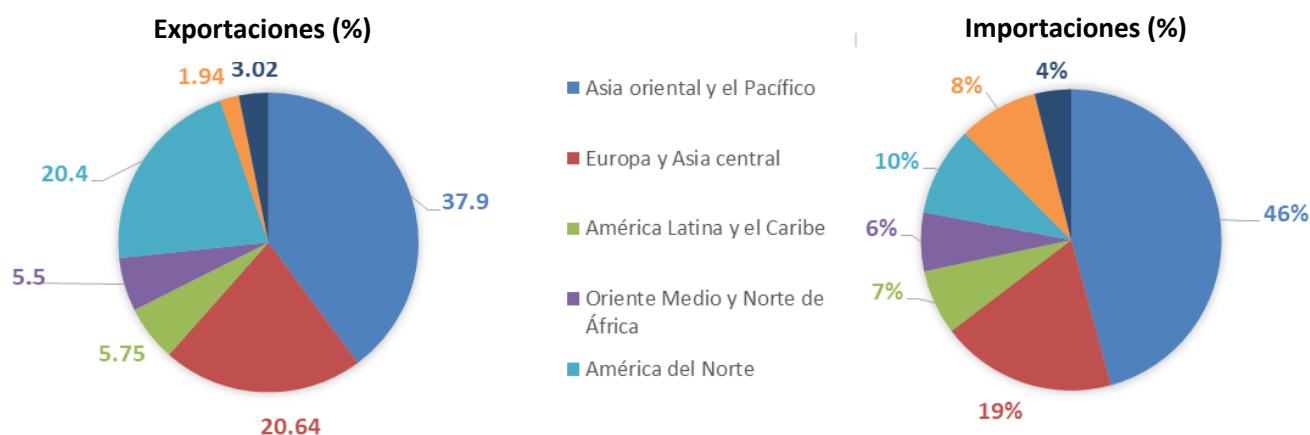 Exportaciones (%)
3.02
1.94
20.4
37.9
5.5
5.75
20.64
Asia oriental y el Pacífico
Europa y Asia central
América Latina y el Caribe
Oriente Medio y Norte de
África
América del Norte
Importaciones (%)
4%
8%
10%
46%
6%
7%
19%